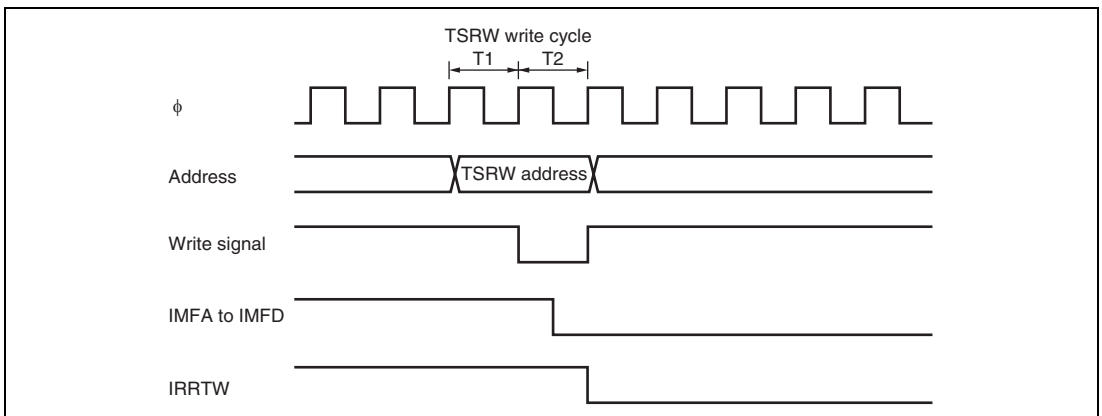 TSRW write cycle
T1 T2
ϕ
Address
TSRW address
Write signal
IMFA to IMFD
IRRTW